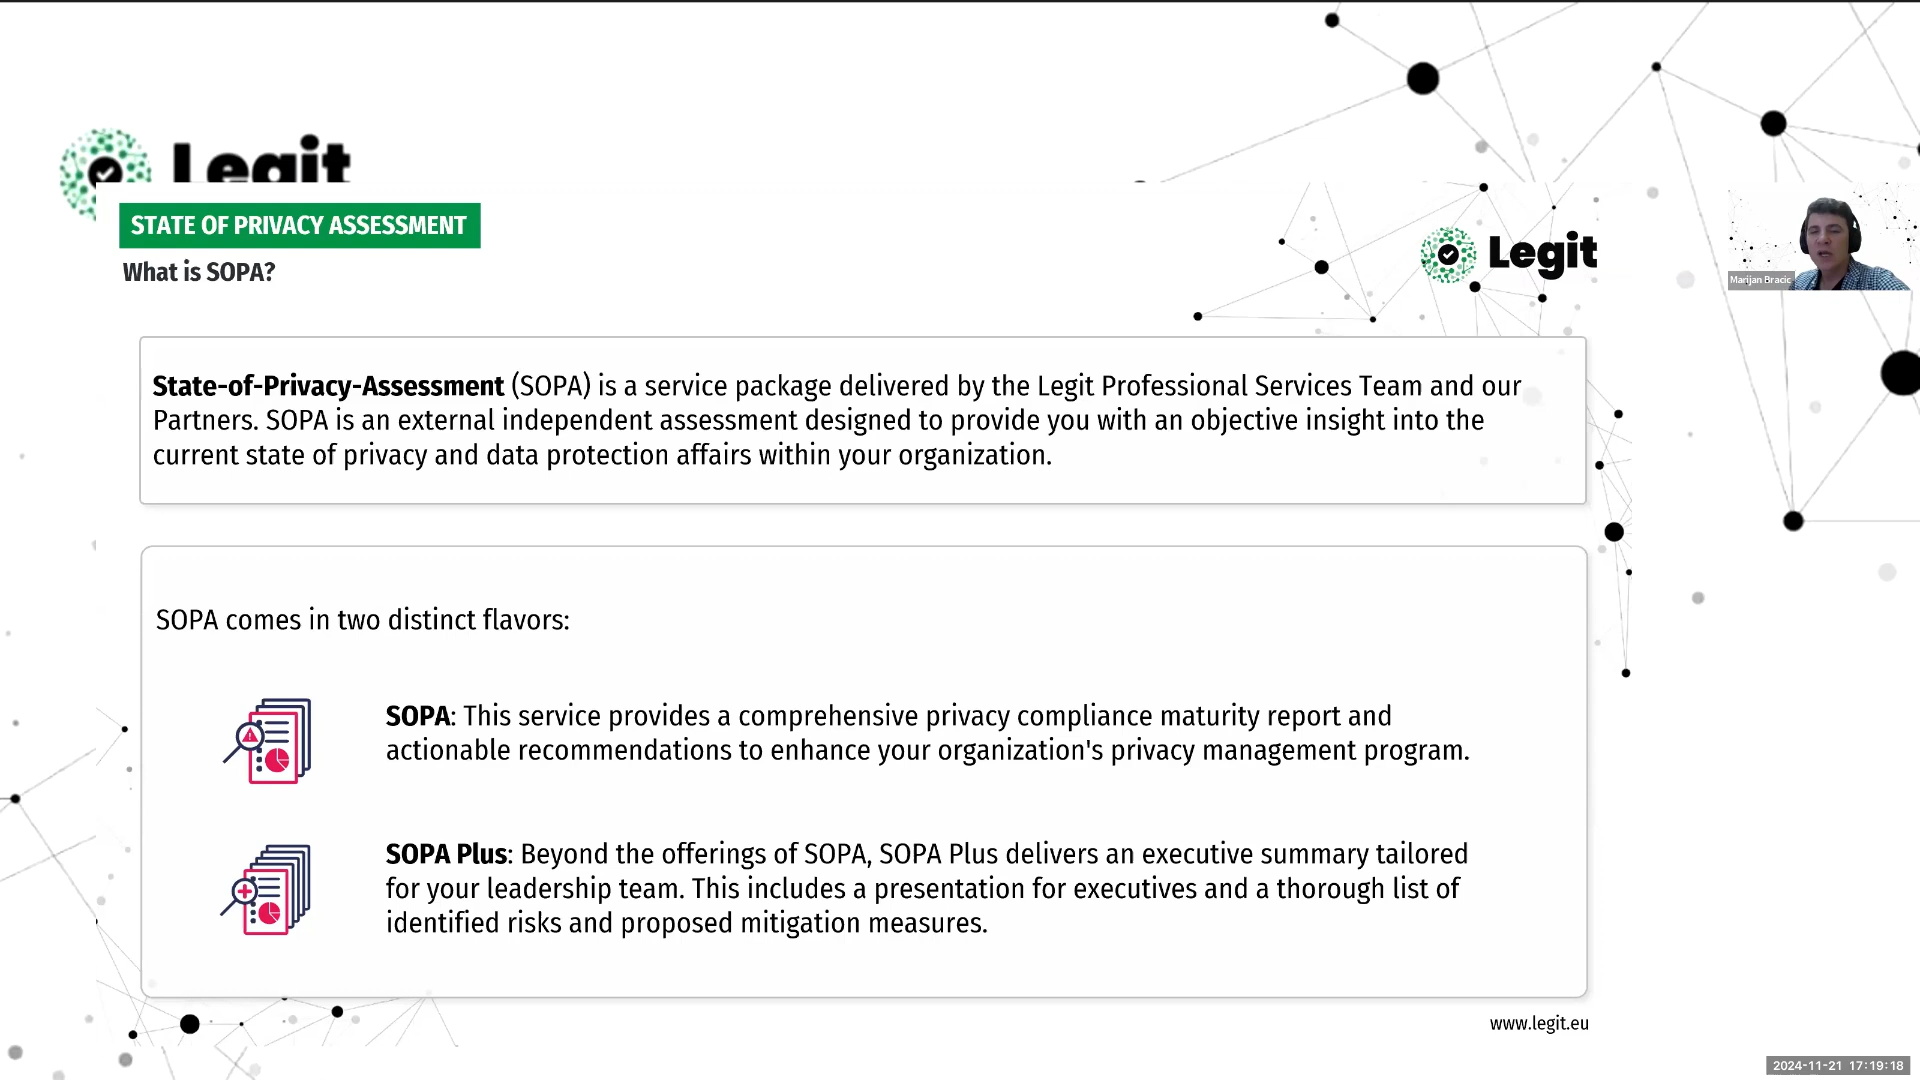 Legit
STATE OF PRIVACY ASSESSMENT
What is SOPA?
Legit
Marijan Bracic
State-of-Privacy-Assessment (SOPA) is a service package delivered by the Legit Professional Services Team and our
Partners. SOPA is an external independent assessment designed to provide you with an objective insight into the
current state of privacy and data protection affairs within your organization.
SOPA comes in two distinct flavors:
SOPA: This service provides a comprehensive privacy compliance maturity report and
actionable recommendations to enhance your organization's privacy management program.
SOPA Plus: Beyond the offerings of SOPA, SOPA Plus delivers an executive summary tailored
for your leadership team. This includes a presentation for executives and a thorough list of
identified risks and proposed mitigation measures.
www.legit.eu
2024-11-21 17:19:18